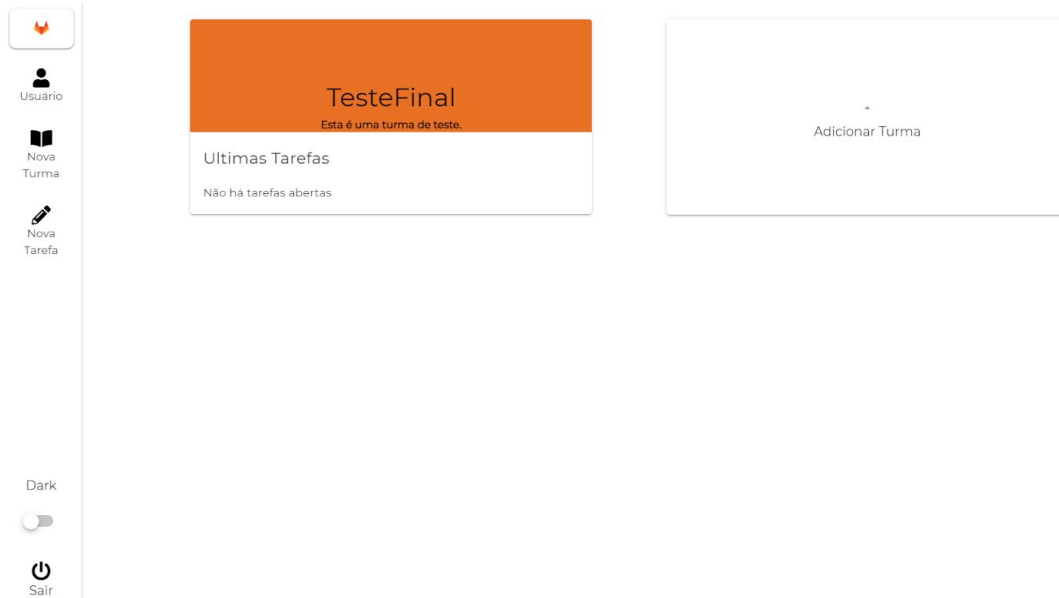 Usuário
Nova
Turma
Nova
Tarefa
Dark
Sair
TesteFinal
Esta é uma turma de teste.
Ultimas Tarefas
Não há tarefas abertas
+
Adicionar Turma